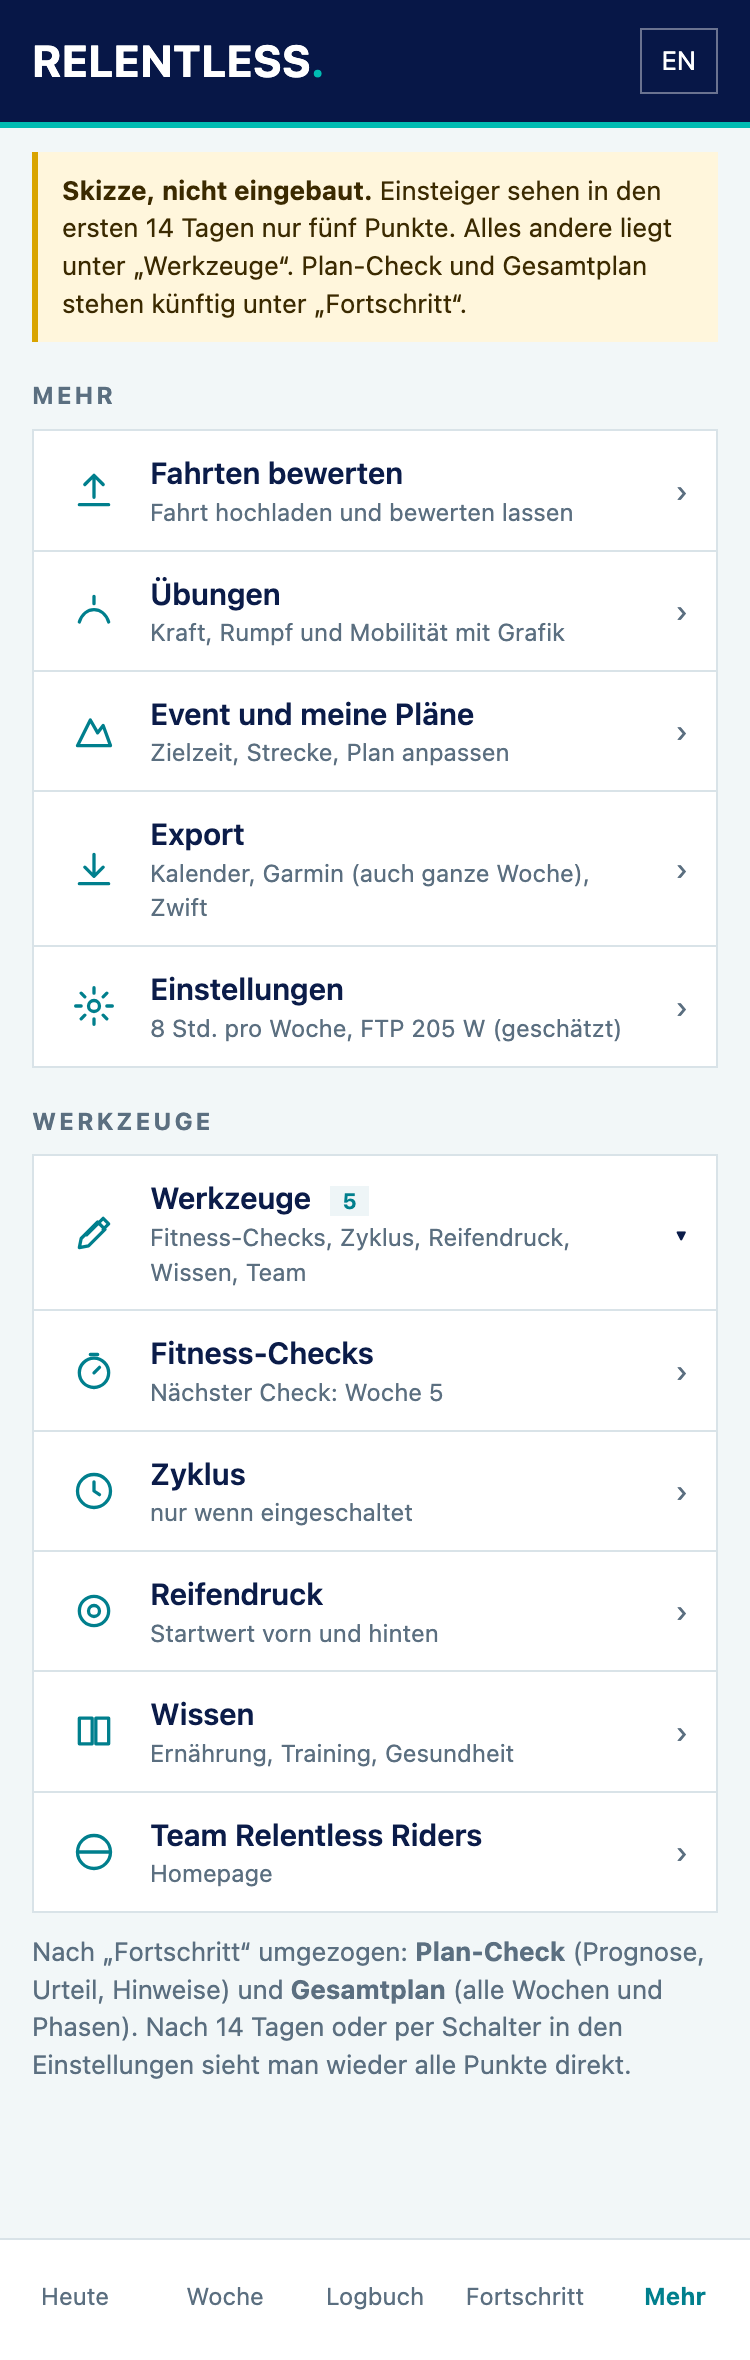 RELENTLESS.
EN
Skizze, nicht eingebaut. Einsteiger sehen in den
ersten 14 Tagen nur fünf Punkte. Alles andere liegt
unter „Werkzeuge“. Plan-Check und Gesamtplan
stehen künftig unter „Fortschritt“.
MEHR
Fahrten bewerten
Fahrt hochladen und bewerten lassen
›
Übungen
Kraft, Rumpf und Mobilität mit Grafik
›
Event und meine Pläne
Zielzeit, Strecke, Plan anpassen
›
Export
Kalender, Garmin (auch ganze Woche),
Zwift
›
Einstellungen
8 Std. pro Woche, FTP 205 W (geschätzt)
›
WERKZEUGE
Werkzeuge 5
Fitness-Checks, Zyklus, Reifendruck,
Wissen, Team
▾
Fitness-Checks
Nächster Check: Woche 5
›
Zyklus
nur wenn eingeschaltet
›
Reifendruck
Startwert vorn und hinten
›
Wissen
Ernährung, Training, Gesundheit
›
Team Relentless Riders
Homepage
›
Nach „Fortschritt“ umgezogen: Plan-Check (Prognose,
Urteil, Hinweise) und Gesamtplan (alle Wochen und
Phasen). Nach 14 Tagen oder per Schalter in den
Einstellungen sieht man wieder alle Punkte direkt.
Heute Woche Logbuch Fortschritt Mehr